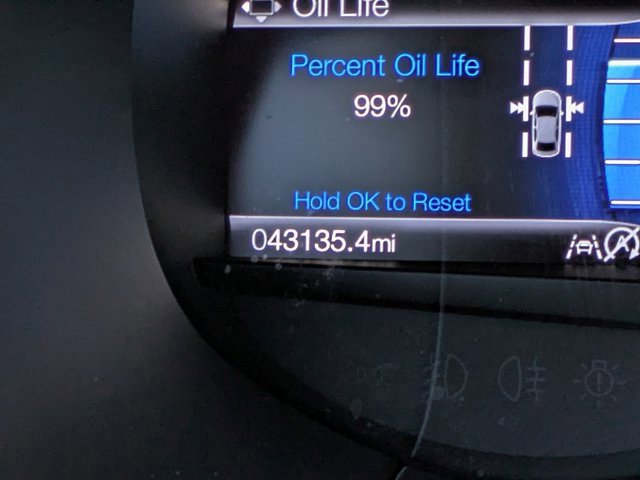 Oil Life
Percent Oil Life
99%
Hold OK to Reset
043135.4mi